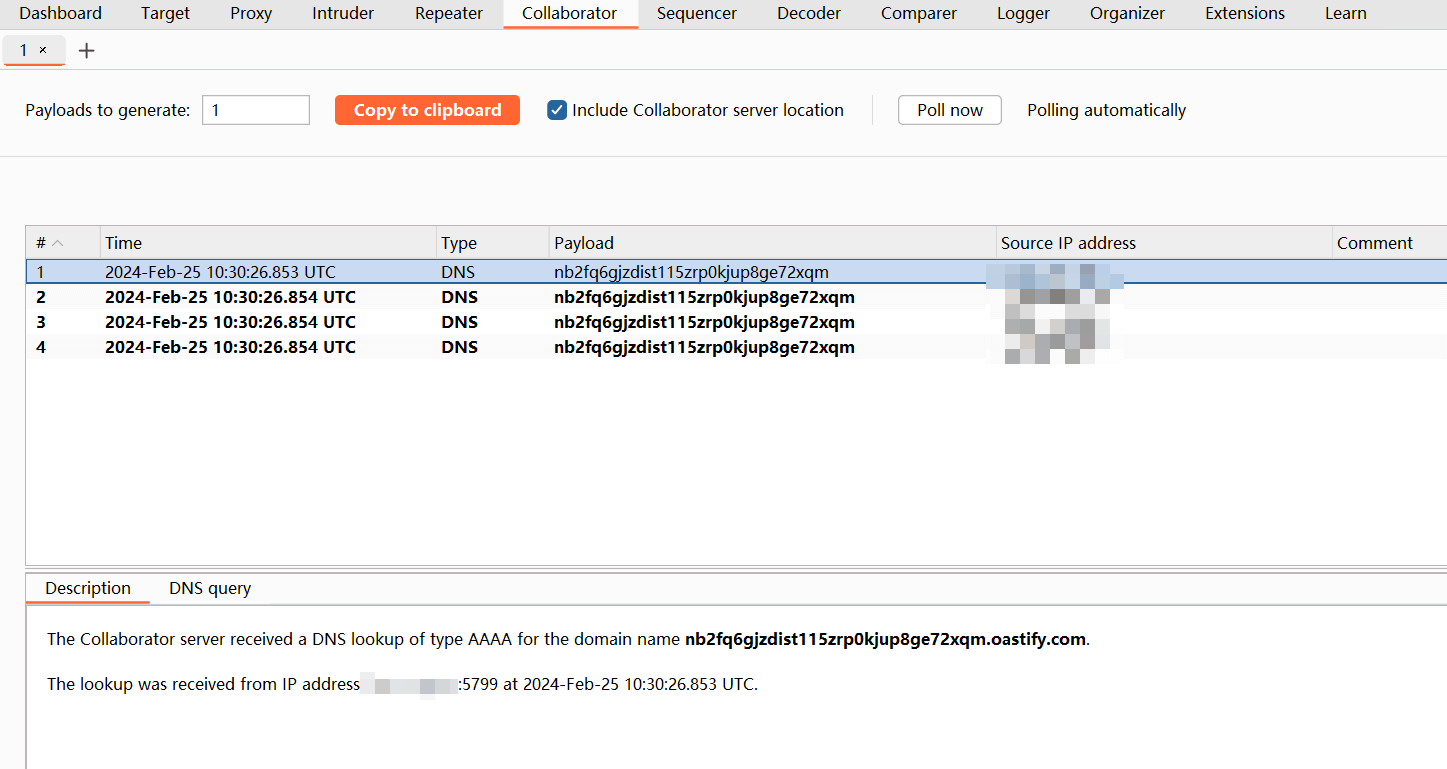 Dashboard Target Proxy Intruder Repeater Collaborator Sequencer Decoder Comparer Logger Organizer Extensions Learn
1 × +
Payloads to generate: 1 Copy to clipboard Include Collaborator server location Poll now Polling automatically
# Time Type Payload Source IP address Comment
1 2024-Feb-25 10:30:26.853 UTC DNS nb2fq6gjzdist115zrp0kjup8ge72xqm
2 2024-Feb-25 10:30:26.854 UTC DNS nb2fq6gjzdist115zrp0kjup8ge72xqm
3 2024-Feb-25 10:30:26.854 UTC DNS nb2fq6gjzdist115zrp0kjup8ge72xqm
4 2024-Feb-25 10:30:26.854 UTC DNS nb2fq6gjzdist115zrp0kjup8ge72xqm
Description DNS query
The Collaborator server received a DNS lookup of type AAAA for the domain name nb2fq6gjzdist115zrp0kjup8ge72xqm.oastify.com.
The lookup was received from IP address :5799 at 2024-Feb-25 10:30:26.853 UTC.